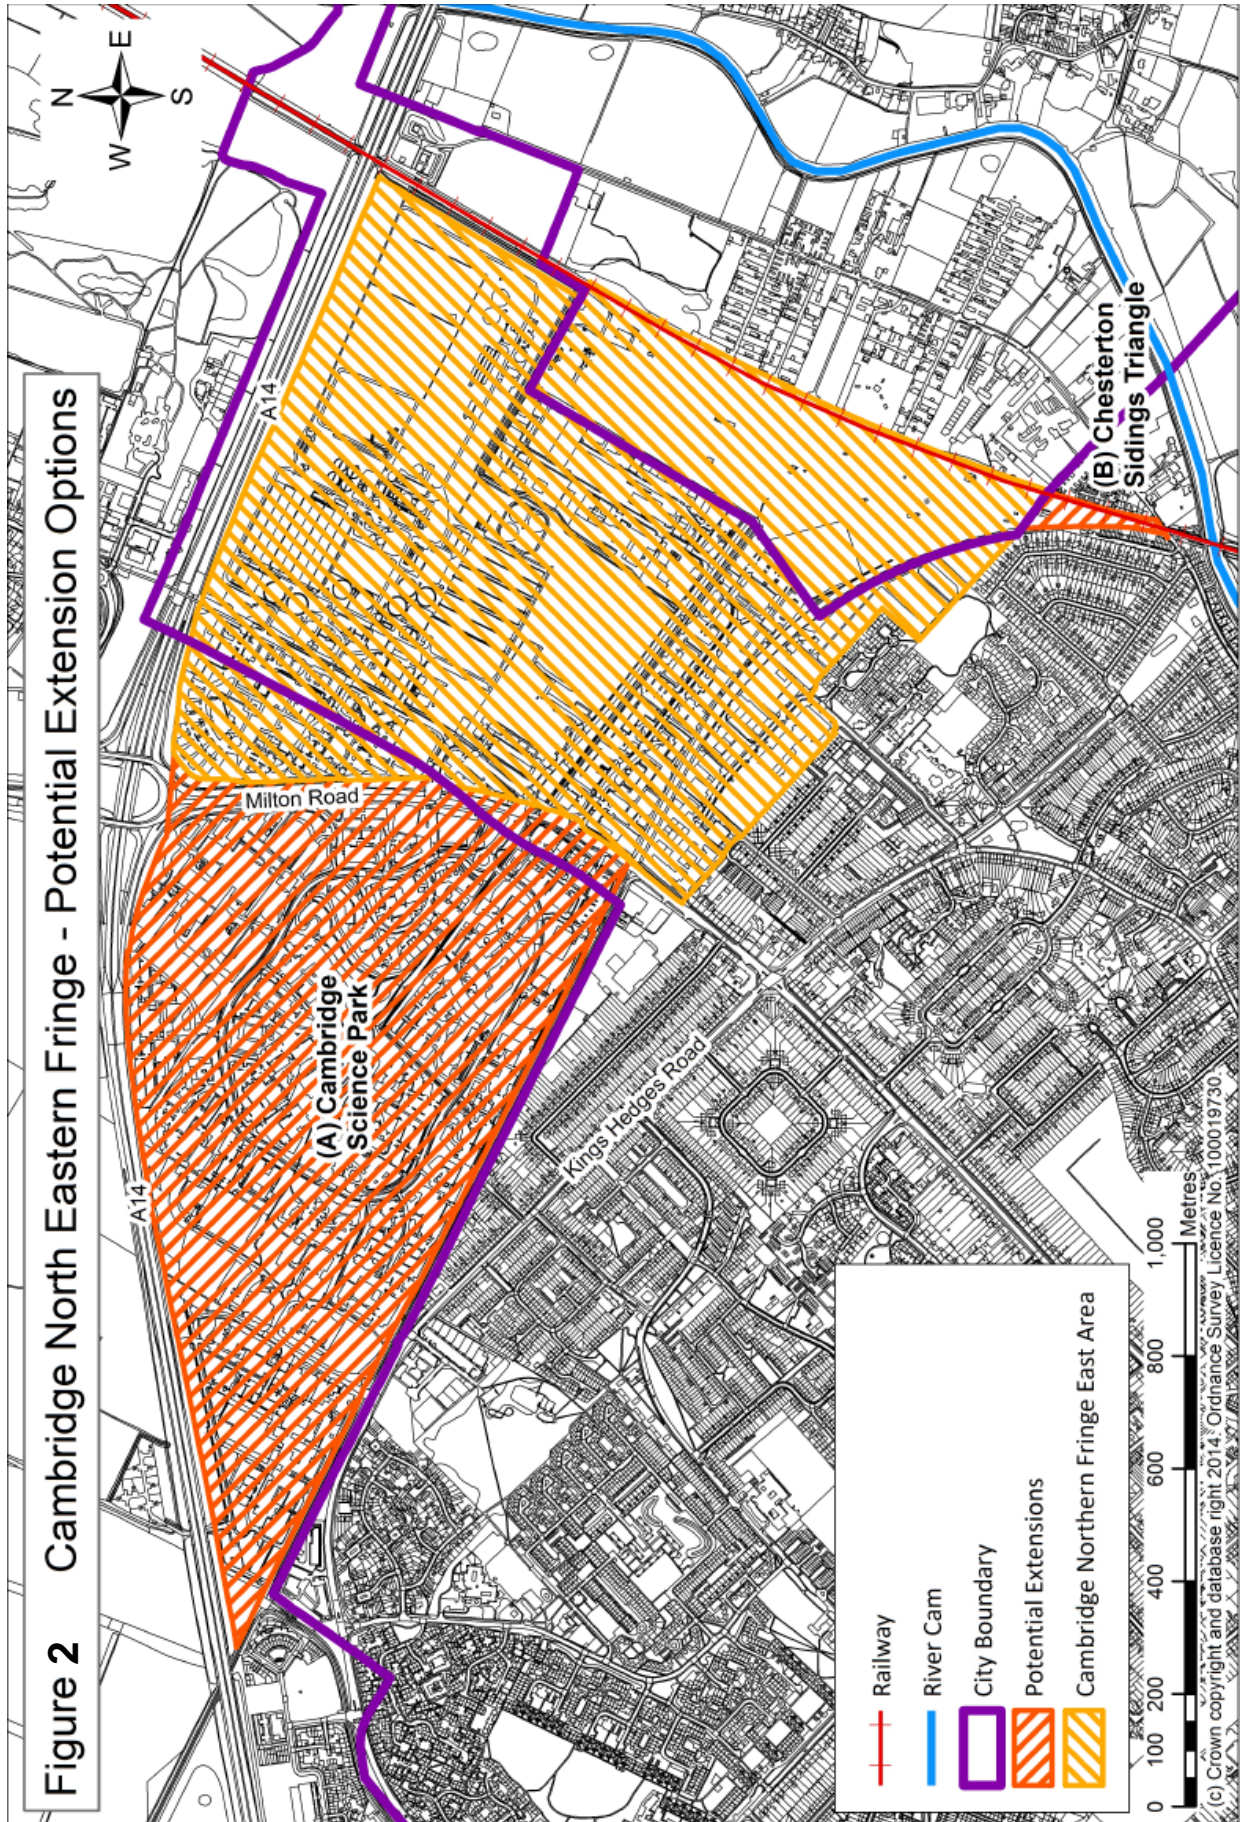 Figure 2 Cambridge North Eastern Fringe - Potential Extension Options
N
E
S
W
A14
A14
Milton Road
(A) Cambridge
Science Park
Kings Hedges Road
(B) Chesterton
Sidings Triangle
Railway
River Cam
City Boundary
Potential Extensions
Cambridge Northern Fringe East Area
0 100 200 400 600 800 1,000
Metres
(c) Crown copyright and database right 2014. Ordnance Survey Licence No.100019730.